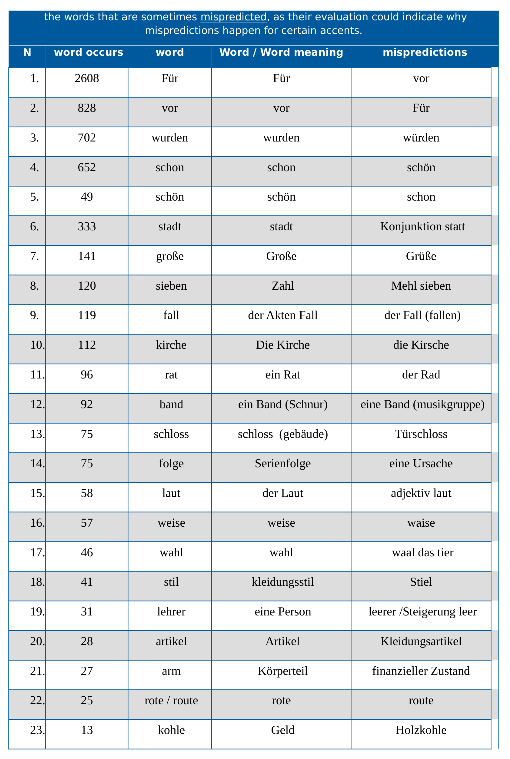 the words that are sometimes mispredicted, as their evaluation could indicate why
mispredictions happen for certain accents.
N word occurs word Word / Word meaning mispredictions
1. 2608 Für Für vor
2. 828 vor vor Für
3. 702 wurden wurden würden
4. 652 schon schon schön
5. 49 schön schön schon
6. 333 stadt stadt Konjunktion statt
7. 141 große Große Grüße
8. 120 sieben Zahl Mehl sieben
9. 119 fall der Akten Fall der Fall (fallen)
10. 112 kirche Die Kirche die Kirsche
11. 96 rat ein Rat der Rad
12. 92 band ein Band (Schnur) eine Band (musikgruppe)
13. 75 schloss schloss (gebäude) Türschloss
14. 75 folge Serienfolge eine Ursache
15. 58 laut der Laut adjektiv laut
16. 57 weise weise waise
17. 46 wahl wahl waal das tier
18. 41 stil kleidungsstil Stiel
19. 31 lehrer eine Person leerer /Steigerung leer
20. 28 artikel Artikel Kleidungsartikel
21. 27 arm Körperteil finanzieller Zustand
22. 25 rote / route rote route
23. 13 kohle Geld Holzkohle